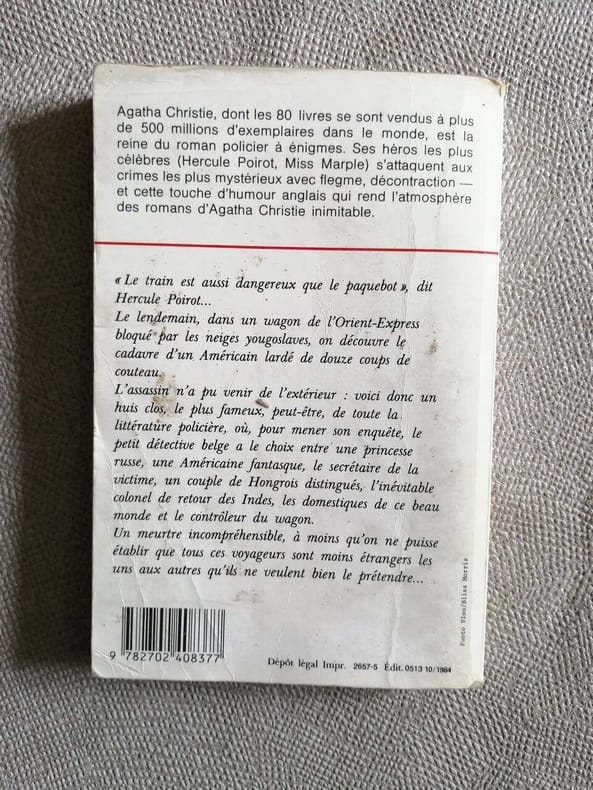 Agatha Christie, dont les 80 livres se sont vendus à plus
de 500 millions d'exemplaires dans le monde, est la
reine du roman policier à énigmes. Ses héros les plus
célèbres (Hercule Poirot, Miss Marple) s'attaquent aux
crimes les plus mystérieux avec flegme, décontraction —
et cette touche d'humour anglais qui rend l'atmosphère
des romans d'Agatha Christie inimitable.
« Le train est aussi dangereux que le paquebot », dit
Hercule Poirot...
Le lendemain, dans un wagon de l'Orient-Express
bloqué par les neiges yougoslaves, on découvre le
cadavre d'un Américain lardé de douze coups de
couteau.
L'assassin n'a pu venir de l'extérieur : voici donc un
huis clos, le plus fameux, peut-être, de toute la
littérature policière, où, pour mener son enquête, le
petit détective belge a le choix entre une princesse
russe, une Américaine fantasque, le secrétaire de la
victime, un couple de Hongrois distingués, l'inévitable
colonel de retour des Indes, les domestiques de ce beau
monde et le contrôleur du wagon.
Un meurtre incompréhensible, à moins qu'on ne puisse
établir que tous ces voyageurs sont moins étrangers les
uns aux autres qu'ils ne veulent bien le prétendre...
9 782702 408377
Dépôt légal Impr. 2657-5 Édit. 0513 10/1984
Photo Vloo/Bliss Morris